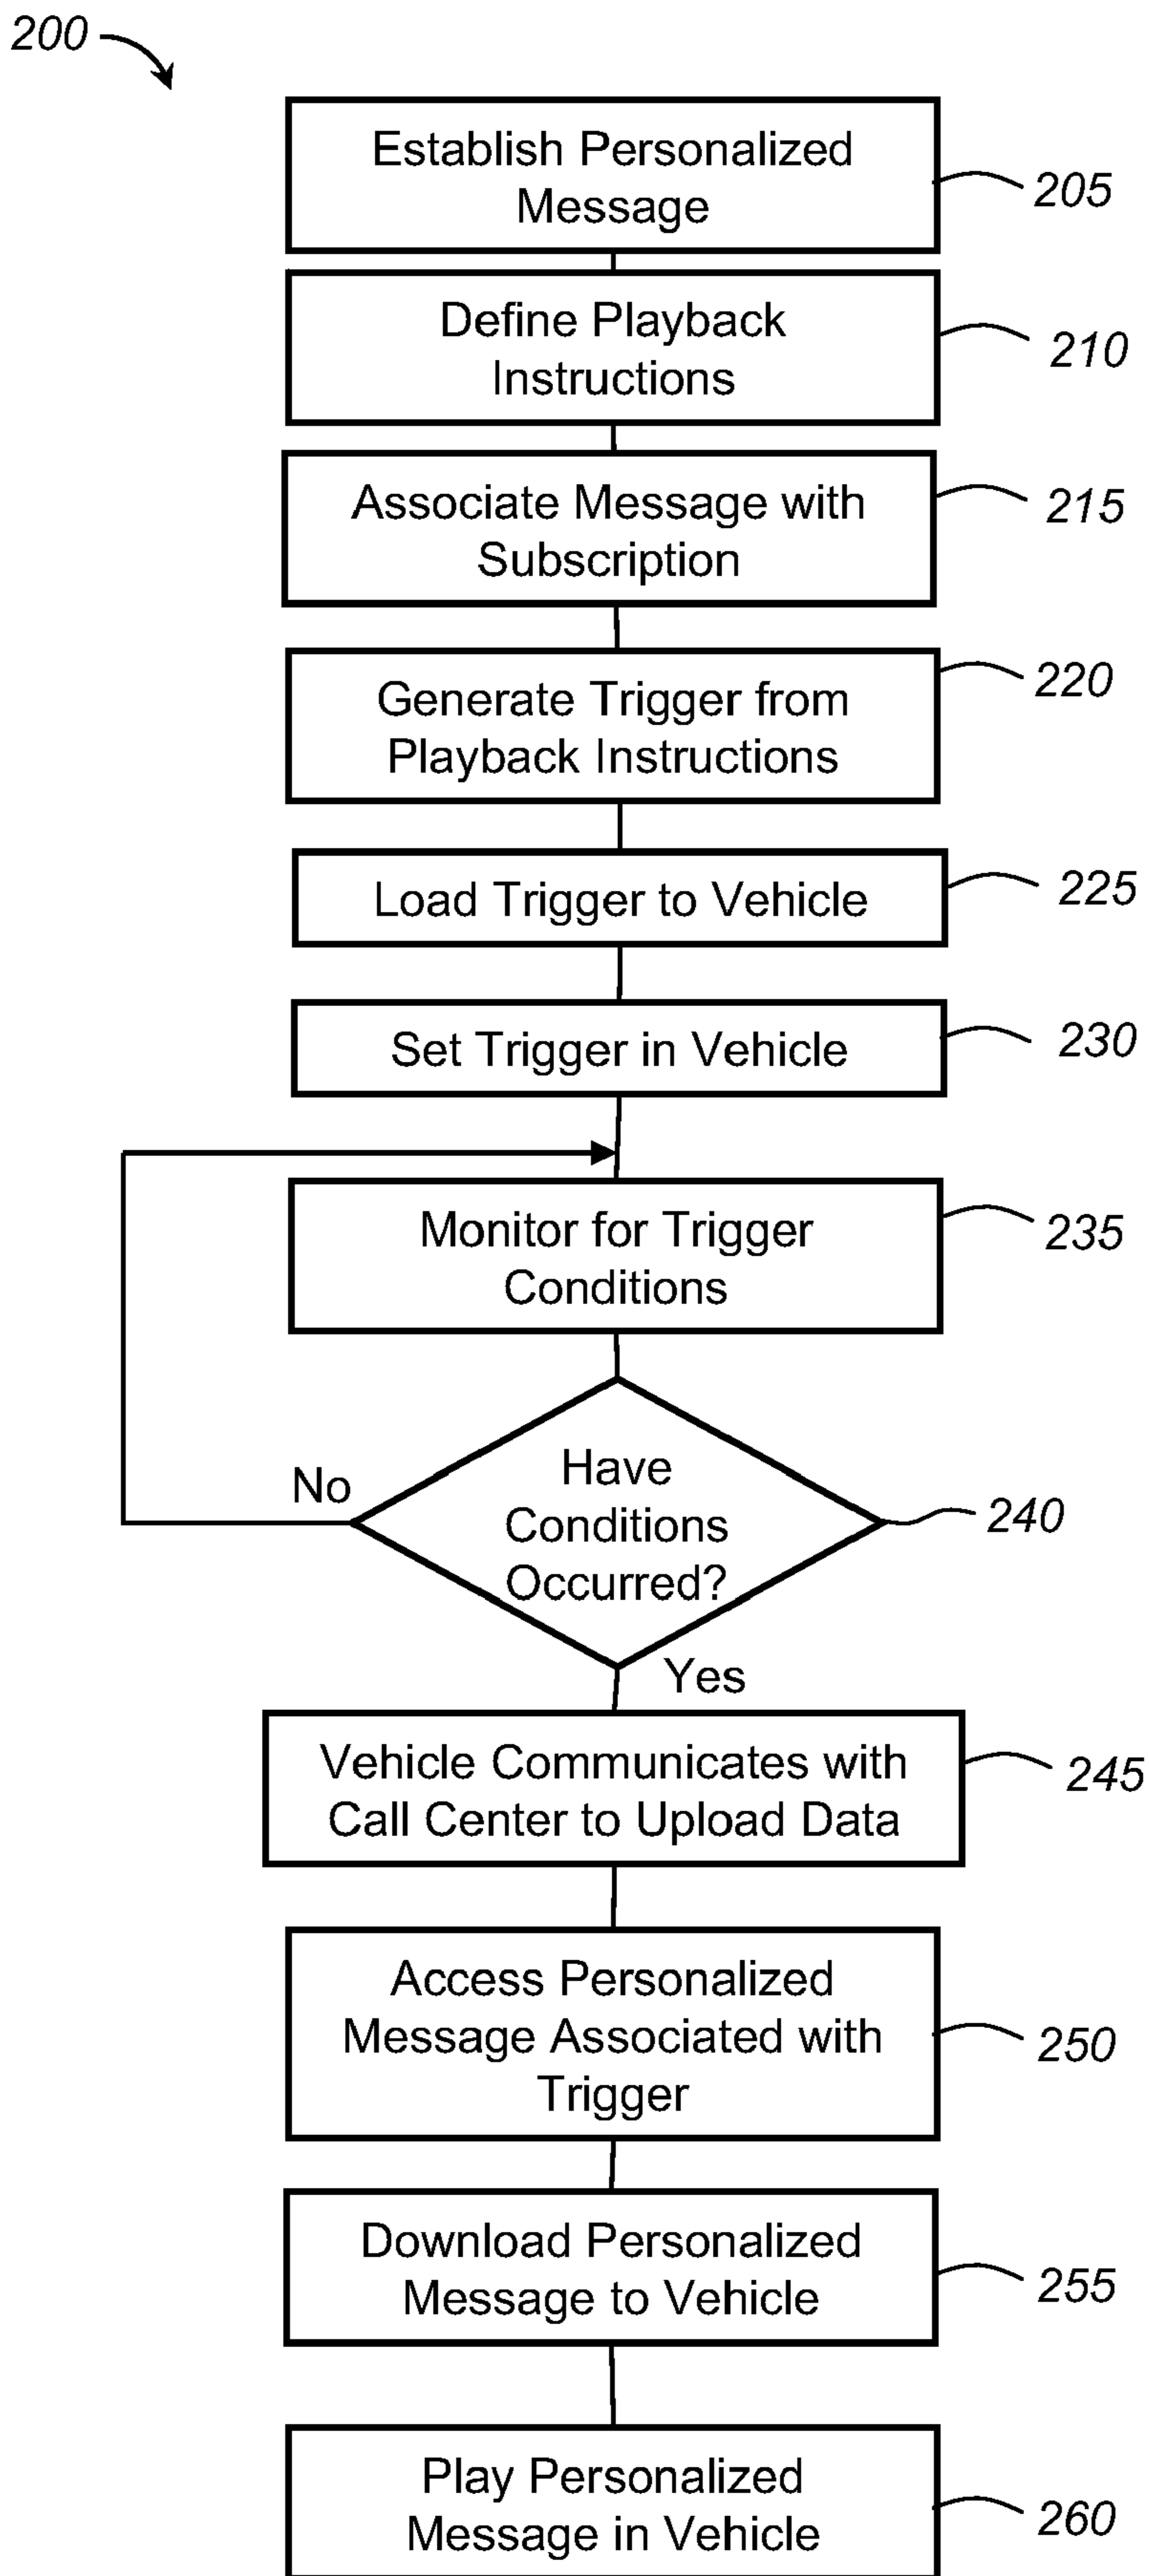 200
Establish Personalized
Message
205
Define Playback
Instructions
210
Associate Message with
Subscription
215
Generate Trigger from
Playback Instructions
220
Load Trigger to Vehicle
225
Set Trigger in Vehicle
230
Monitor for Trigger
Conditions
235
Have
Conditions
Occurred?
No
240
Yes
Vehicle Communicates with
Call Center to Upload Data
245
Access Personalized
Message Associated with
Trigger
250
Download Personalized
Message to Vehicle
255
Play Personalized
Message in Vehicle
260